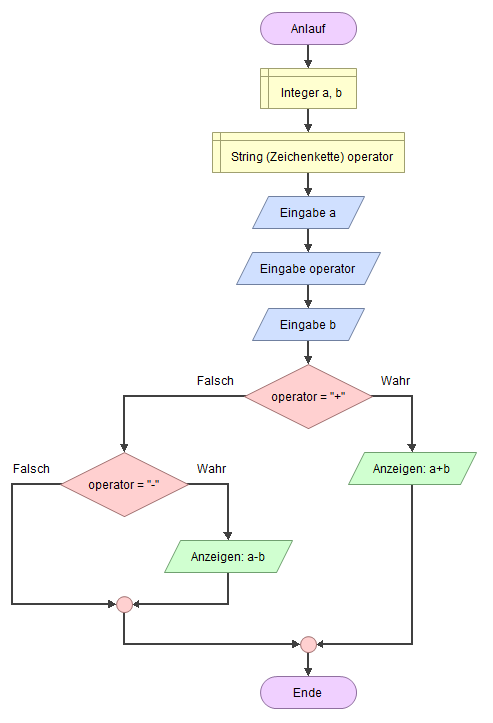 Anlauf
Integer a, b
String (Zeichenkette) operator
Eingabe a
Eingabe operator
Eingabe b
Falsch
Wahr
operator = "+"
Anzeigen: a+b
Falsch
Wahr
operator = "-"
Anzeigen: a-b
Ende